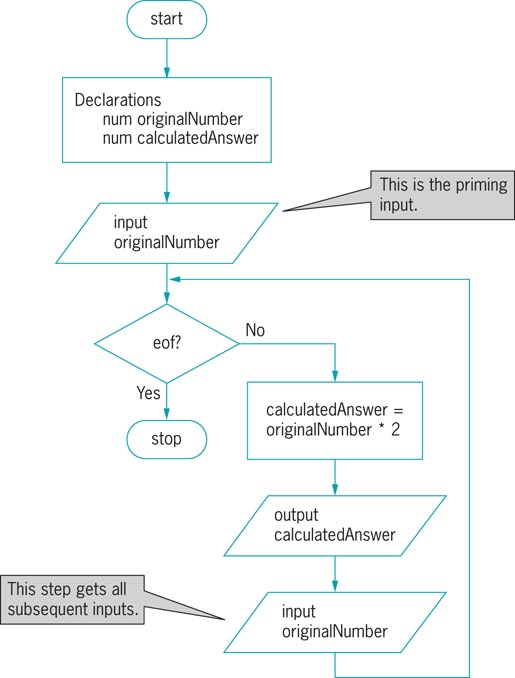 start
Declarations
num originalNumber
num calculatedAnswer
This is the priming
input.
input
originalNumber
eof?
No
Yes
calculatedAnswer =
originalNumber * 2
stop
output
calculatedAnswer
This step gets all
subsequent inputs.
input
originalNumber